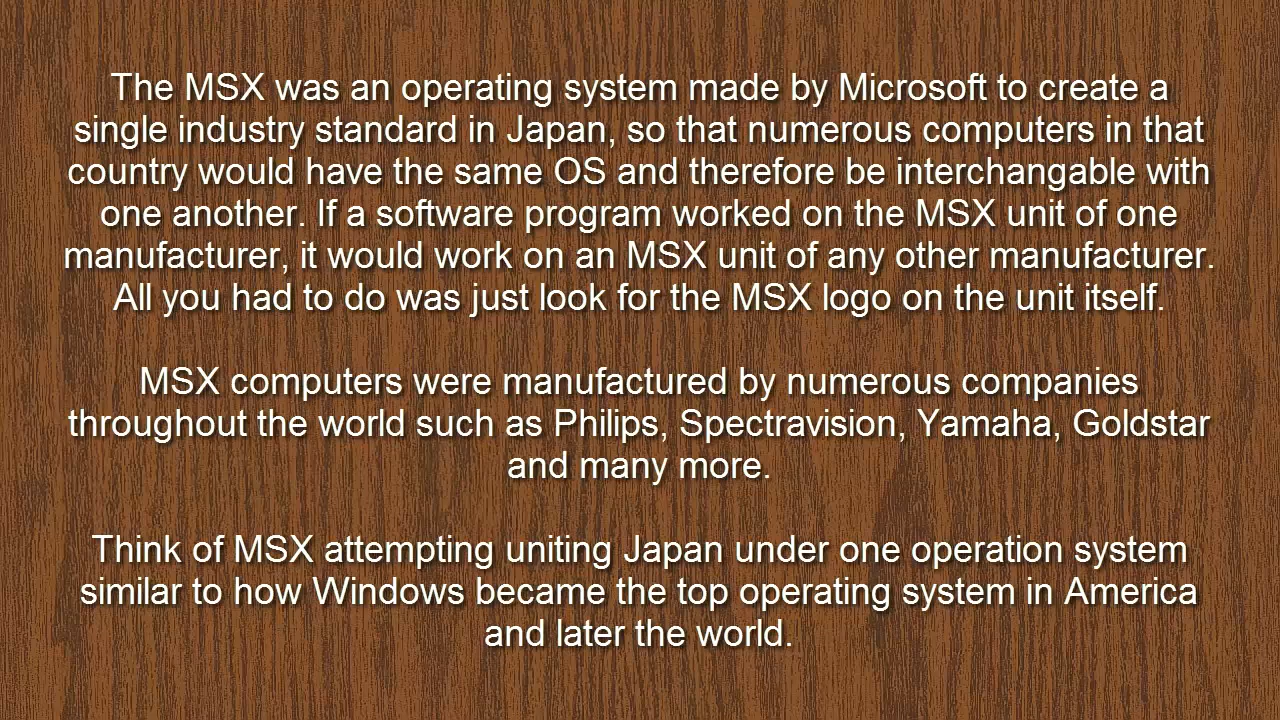 The MSX was an operating system made by Microsoft to create a
single industry standard in Japan, so that numerous computers in that
country would have the same OS and therefore be interchangable with
one another. If a software program worked on the MSX unit of one
manufacturer, it would work on an MSX unit of any other manufacturer.
All you had to do was just look for the MSX logo on the unit itself.
MSX computers were manufactured by numerous companies
throughout the world such as Philips, Spectravision, Yamaha, Goldstar
and many more.
Think of MSX attempting uniting Japan under one operation system
similar to how Windows became the top operating system in America
and later the world.